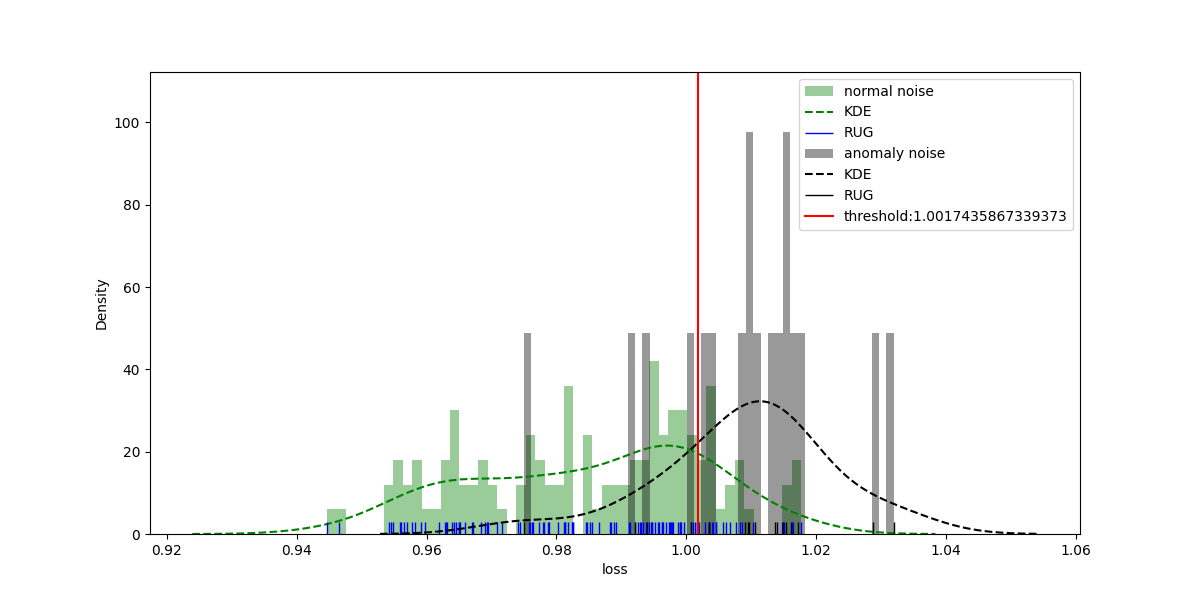 normal noise
KDE
RUG
anomaly noise
KDE
RUG
threshold:1.0017435867339373
Density
100
80
60
40
20
0
0.92 0.94 0.96 0.98 1.00 1.02 1.04 1.06
loss